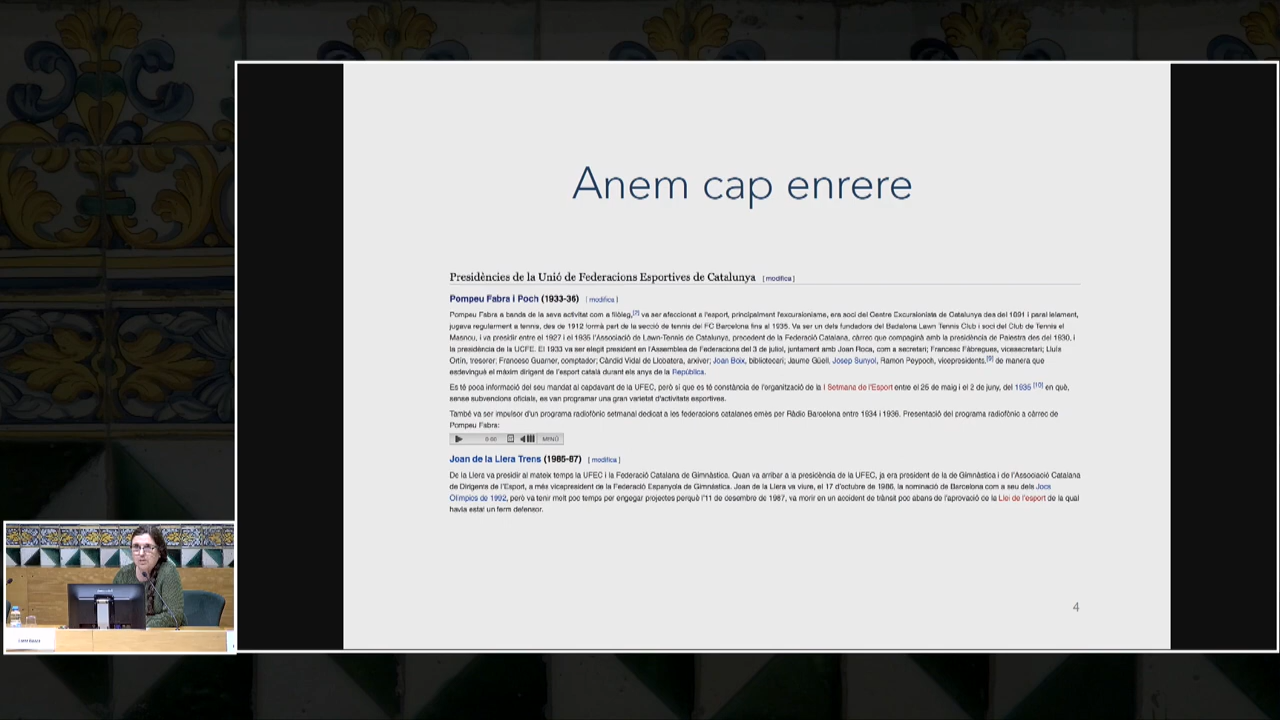 Anem cap enrere
Presidències de la Unió de Federacions Esportives de Catalunya [modifica]
Pompeu Fabra i Poch (1933-36) [modifica]
Pompeu Fabra a banda de la seva activitat com a filòleg,[7] va ser afeccionat a l'esport, principalment l'excursionisme, era soci del Centre Excursionista de Catalunya des del 1891 i paral·lelament,
jugava regularment a tennis, des de 1912 formà part de la secció de tennis del FC Barcelona fins al 1935. Va ser un dels fundadors del Badalona Lawn Tennis Club i soci del Club de Tennis el
Masnou, i va presidir entre el 1927 i el 1935 l'Associació de Lawn-Tennis de Catalunya, precedent de la Federació Catalana, càrrec que compaginà amb la presidència de Palestra des del 1930, i
la presidència de la UCFE. El 1933 va ser elegit president en l'Assemblea de Federacions del 3 de juliol, juntament amb Joan Roca, com a secretari; Francesc Fàbregues, vicesecretari; Lluís
tresorer; Francesc Guarner, comptador; Càndid Vidal de Llobatera, arxiver; Joan Boix, bibliotecari; Jaume Güell, Josep Sunyol, Ramon Peypoch, vicepresidents,[9] de manera que
esdevingué el màxim dirigent de l'esport català durant els anys de la República.
Es té poca informació del seu mandat al capdavant de la UFEC, però sí que es té constància de l'organització de la I Setmana de l'Esport entre el 26 de maig i el 2 de juny, del 1935 [10] en què,
sense subvencions oficials, es van programar una gran varietat d'activitats esportives.
També va ser impulsor d'un programa radiofònic setmanal dedicat a les federacions catalanes emès per Ràdio Barcelona entre 1934 i 1936. Presentació del programa radiofònic a càrrec de
Pompeu Fabra:
0:00 MENÚ
Joan de la Llera Trens (1985-87) [modifica]
De la Llera va presidir al mateix temps la UFEC i la Federació Catalana de Gimnàstica. Quan va arribar a la presidència de la UFEC, ja era president de la de Gimnàstica i de l'Associació Catalana
de Dirigents de l'Esport, a més vicepresident de la Federació Espanyola de Gimnàstica. Joan de la Llera va viure, el 17 d'octubre de 1986, la nominació de Barcelona com a seu dels Jocs
Olímpics de 1992, però va tenir molt poc temps per engegar projectes perquè l'11 de desembre de 1987, va morir en un accident de trànsit poc abans de l'aprovació de la Llei de l'esport de la qual
havia estat un ferm defensor.
4